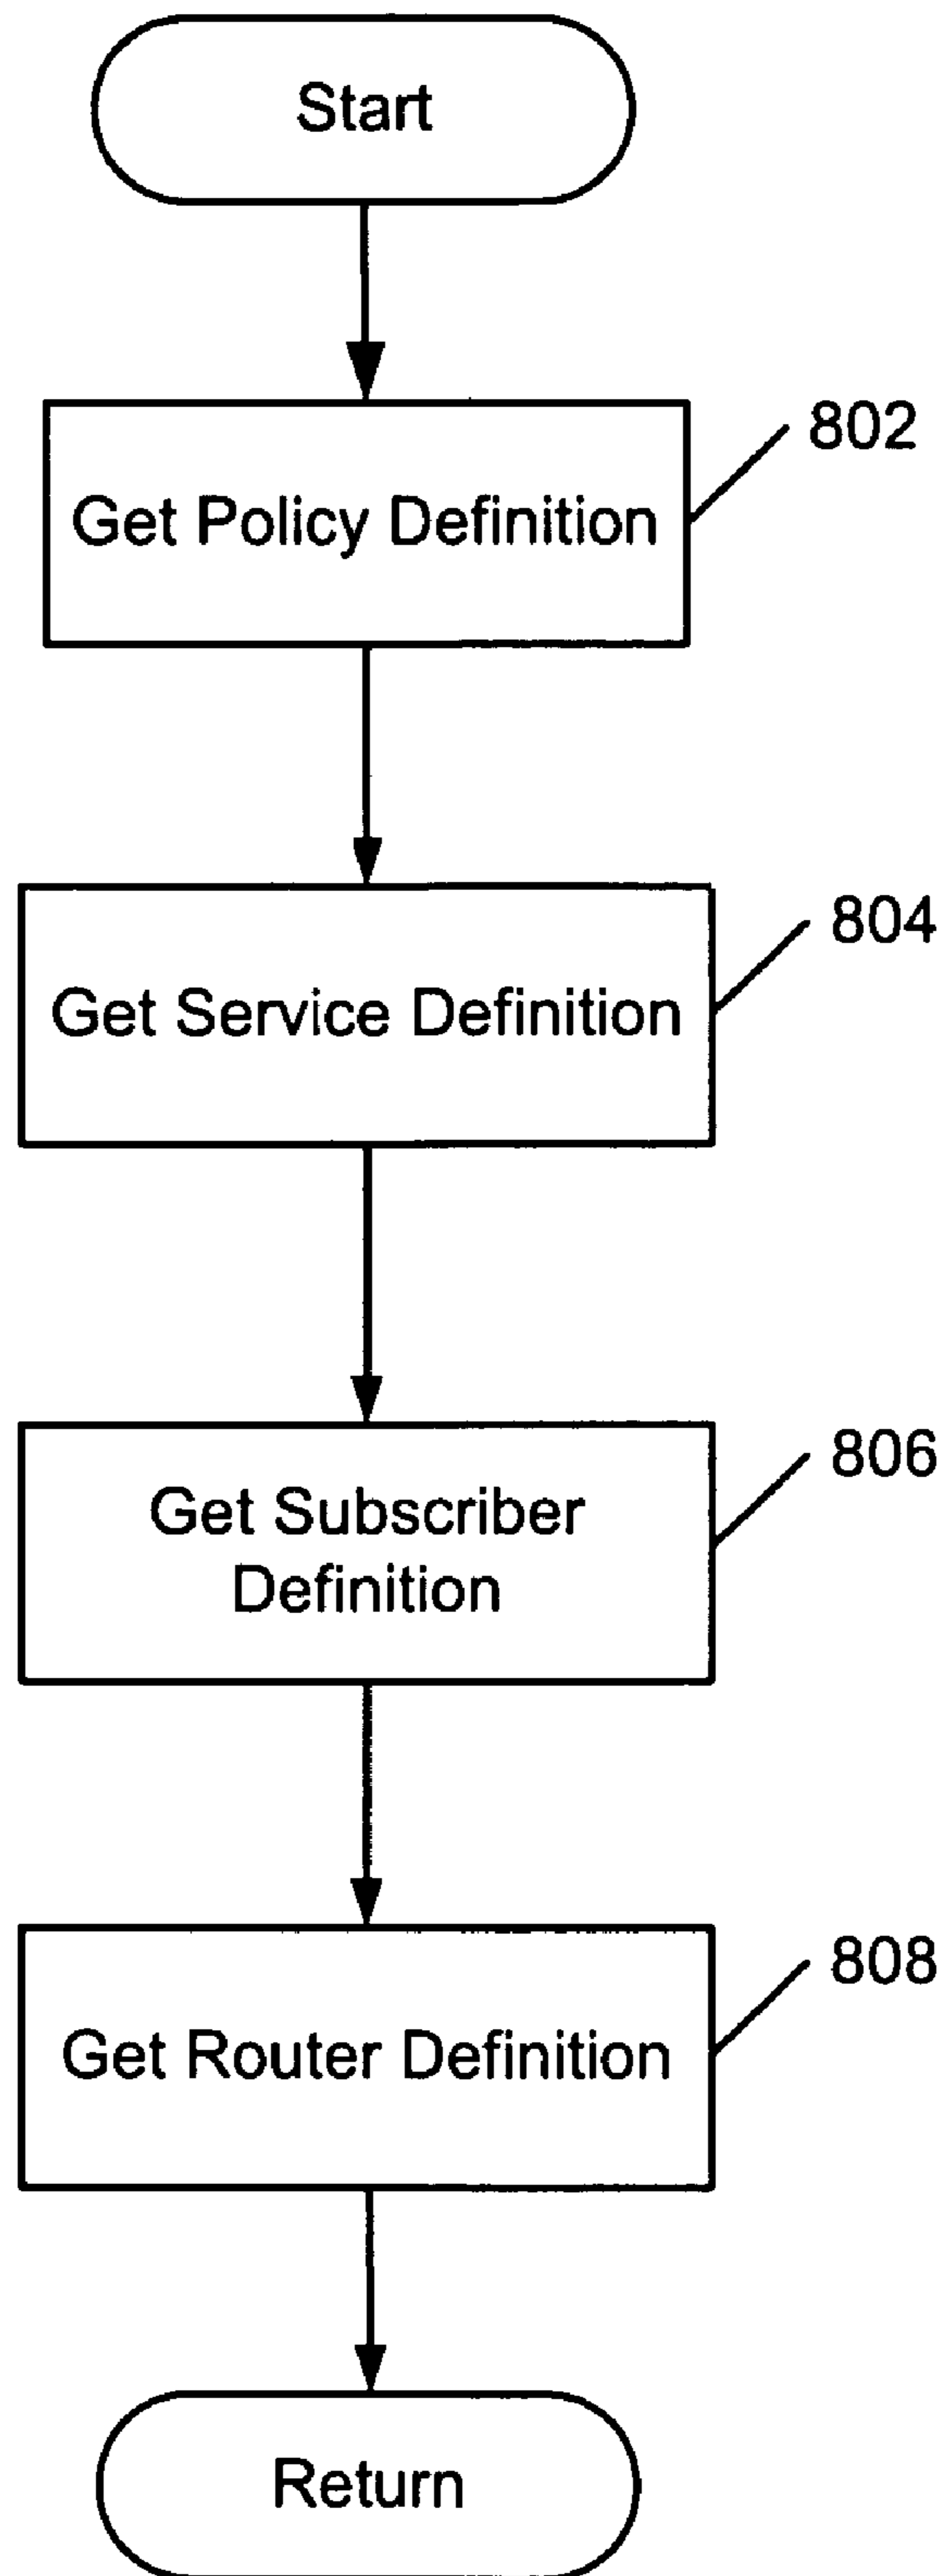 Start
802
Get Policy Definition
804
Get Service Definition
806
Get Subscriber
Definition
808
Get Router Definition
Return